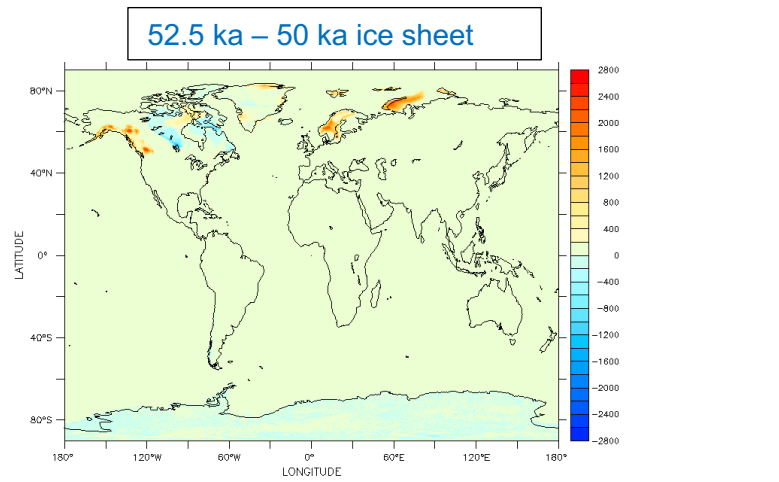 52.5 ka – 50 ka ice sheet
2800
2400
2000
1600
1200
800
400
0
−400
−800
−1200
−1600
−2000
−2400
−2800
80°N
40°N
0°
40°S
80°S
LATITUDE
180° 120°W 60°W 0° 60°E 120°E 180°
LONGITUDE